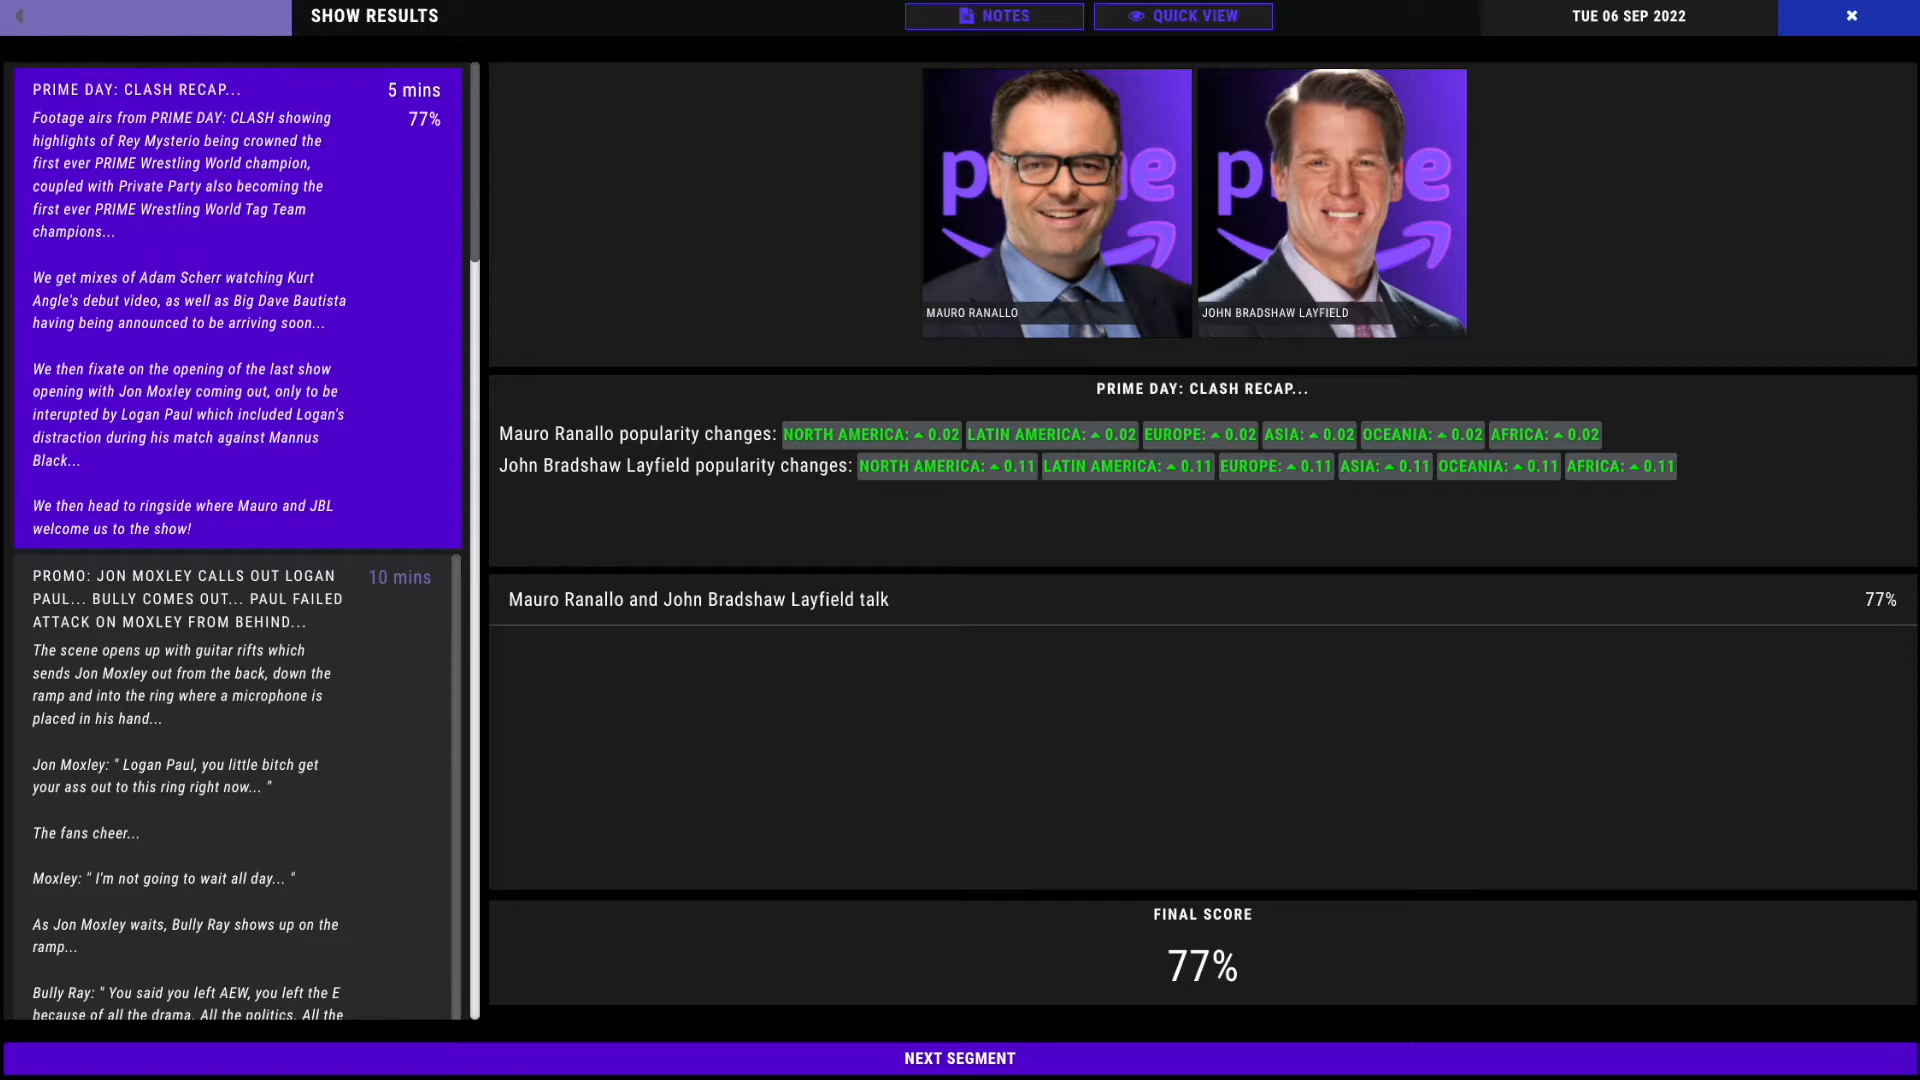 SHOW RESULTS
NOTES
QUICK VIEW
TUE 06 SEP 2022
PRIME DAY: CLASH RECAP...
5 mins
77%
Footage airs from PRIME DAY: CLASH showing
highlights of Rey Mysterio being crowned the
first ever PRIME Wrestling World champion,
coupled with Private Party also becoming the
first ever PRIME Wrestling World Tag Team
champions...
We get mixes of Adam Scherr watching Kurt
Angle's debut video, as well as Big Dave Bautista
having being announced to be arriving soon...
We then fixate on the opening of the last show
opening with Jon Moxley coming out, only to be
interupted by Logan Paul which included Logan's
distraction during his match against Mannus
Black...
We then head to ringside where Mauro and JBL
welcome us to the show!
PROMO: JON MOXLEY CALLS OUT LOGAN
PAUL... BULLY COMES OUT... PAUL FAILED
ATTACK ON MOXLEY FROM BEHIND...
10 mins
The scene opens up with guitar rifts which
sends Jon Moxley out from the back, down the
ramp and into the ring where a microphone is
placed in his hand...
Jon Moxley: " Logan Paul, you little bitch get
your ass out to this ring right now... "
The fans cheer...
Moxley: " I'm not going to wait all day... "
As Jon Moxley waits, Bully Ray shows up on the
ramp...
Bully Ray: " You said you left AEW, you left the E
because of all the drama. All the politics. All the
prime
prime
MAURO RANALLO
JOHN BRADSHAW LAYFIELD
PRIME DAY: CLASH RECAP...
Mauro Ranallo popularity changes: NORTH AMERICA: 0.02 LATIN AMERICA: 0.02 EUROPE: 0.02 ASIA: 0.02 OCEANIA: 0.02 AFRICA: 0.02
John Bradshaw Layfield popularity changes: NORTH AMERICA: 0.11 LATIN AMERICA: 0.11 EUROPE: 0.11 ASIA: 0.11 OCEANIA: 0.11 AFRICA: 0.11
Mauro Ranallo and John Bradshaw Layfield talk
77%
FINAL SCORE
77%
NEXT SEGMENT